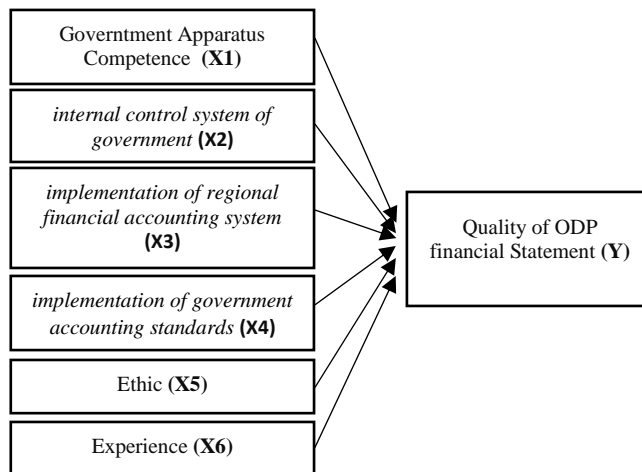 Governtment Apparatus
Competence (X1)
internal control system of
government (X2)
implementation of regional
financial accounting system
(X3)
implementation of government
accounting standards (X4)
Ethic (X5)
Experience (X6)
Quality of ODP
financial Statement (Y)